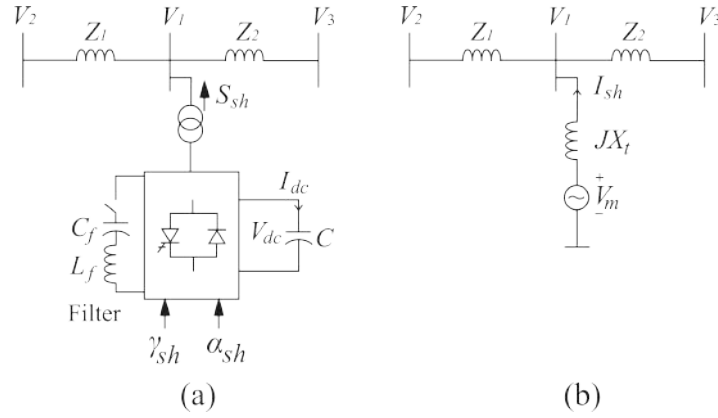 V2 V1 V3 V2 V1 V3
Z1 Z2 Z1 Z2
Ssh Ish
JXt
Idc
Cf Vdc C + Vm −
Lf
Filter
γsh αsh
(a) (b)